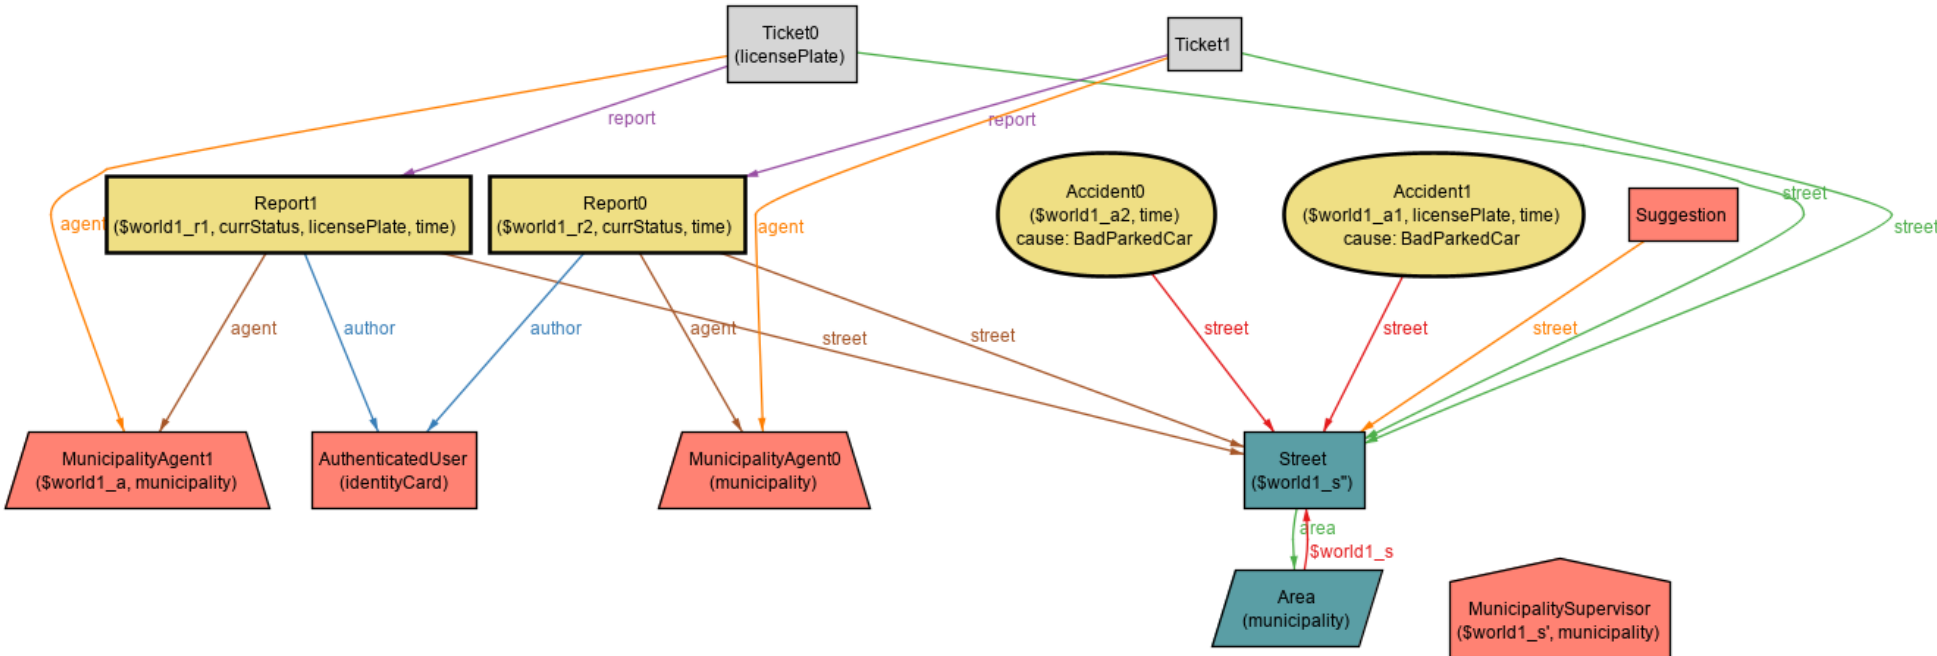 Ticket0
(licensePlate)
Ticket1
report
report
Report1
($world1_r1, currStatus, licensePlate, time)
Report0
($world1_r2, currStatus, time)
Accident0
($world1_a2, time)
cause: BadParkedCar
Accident1
($world1_a1, licensePlate, time)
cause: BadParkedCar
Suggestion
street
street
agent
agent
agent
author
author
agent
street
street
street
street
street
MunicipalityAgent1
($world1_a, municipality)
AuthenticatedUser
(identityCard)
MunicipalityAgent0
(municipality)
Street
($world1_s")
area
$world1_s
Area
(municipality)
MunicipalitySupervisor
($world1_s', municipality)